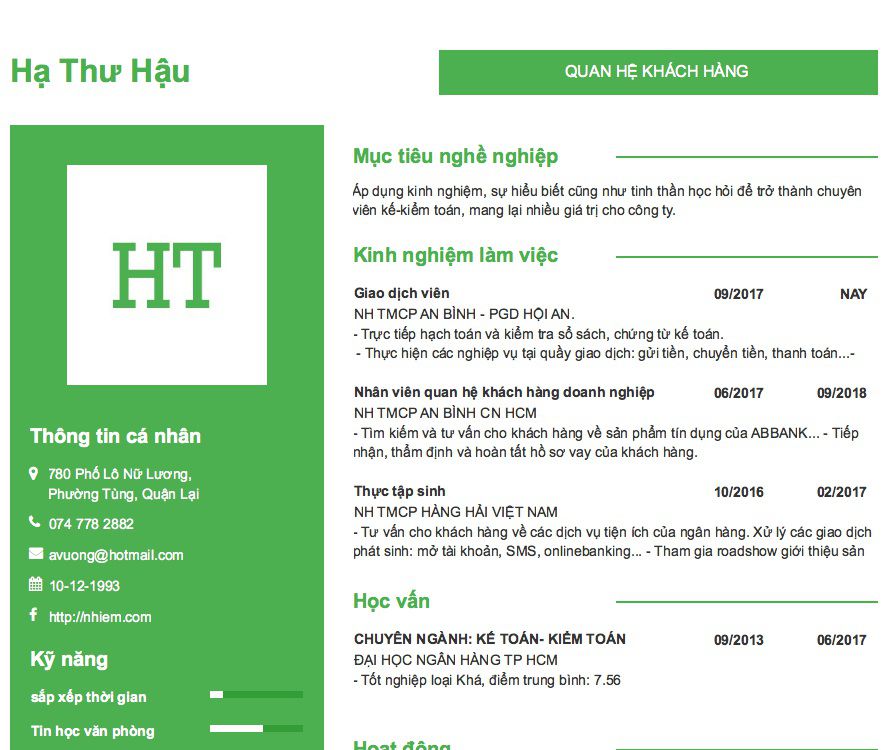 Hạ Thư Hậu
QUAN HỆ KHÁCH HÀNG
HT
Thông tin cá nhân
780 Phố Lô Nữ Lương,
Phường Tùng, Quận Lại
074 778 2882
avuong@hotmail.com
10-12-1993
http://nhiem.com
Kỹ năng
sắp xếp thời gian
Tin học văn phòng
Mục tiêu nghề nghiệp
Áp dụng kinh nghiệm, sự hiểu biết cũng như tinh thần học hỏi để trở thành chuyên
viên kế-kiểm toán, mang lại nhiều giá trị cho công ty.
Kinh nghiệm làm việc
Giao dịch viên 09/2017 NAY
NH TMCP AN BÌNH - PGD HỘI AN.
- Trực tiếp hạch toán và kiểm tra sổ sách, chứng từ kế toán.
- Thực hiện các nghiệp vụ tại quầy giao dịch: gửi tiền, chuyển tiền, thanh toán...-
Nhân viên quan hệ khách hàng doanh nghiệp 06/2017 09/2018
NH TMCP AN BÌNH CN HCM
- Tìm kiếm và tư vấn cho khách hàng về sản phẩm tín dụng của ABBANK... - Tiếp
nhận, thẩm định và hoàn tất hồ sơ vay của khách hàng.
Thực tập sinh 10/2016 02/2017
NH TMCP HÀNG HẢI VIỆT NAM
- Tư vấn cho khách hàng về các dịch vụ tiện ích của ngân hàng. Xử lý các giao dịch
phát sinh: mở tài khoản, SMS, onlinebanking... - Tham gia roadshow giới thiệu sản
Học vấn
CHUYÊN NGÀNH: KẾ TOÁN- KIỂM TOÁN 09/2013 06/2017
ĐẠI HỌC NGÂN HÀNG TP HCM
- Tốt nghiệp loại Khá, điểm trung bình: 7.56
Hoạt động